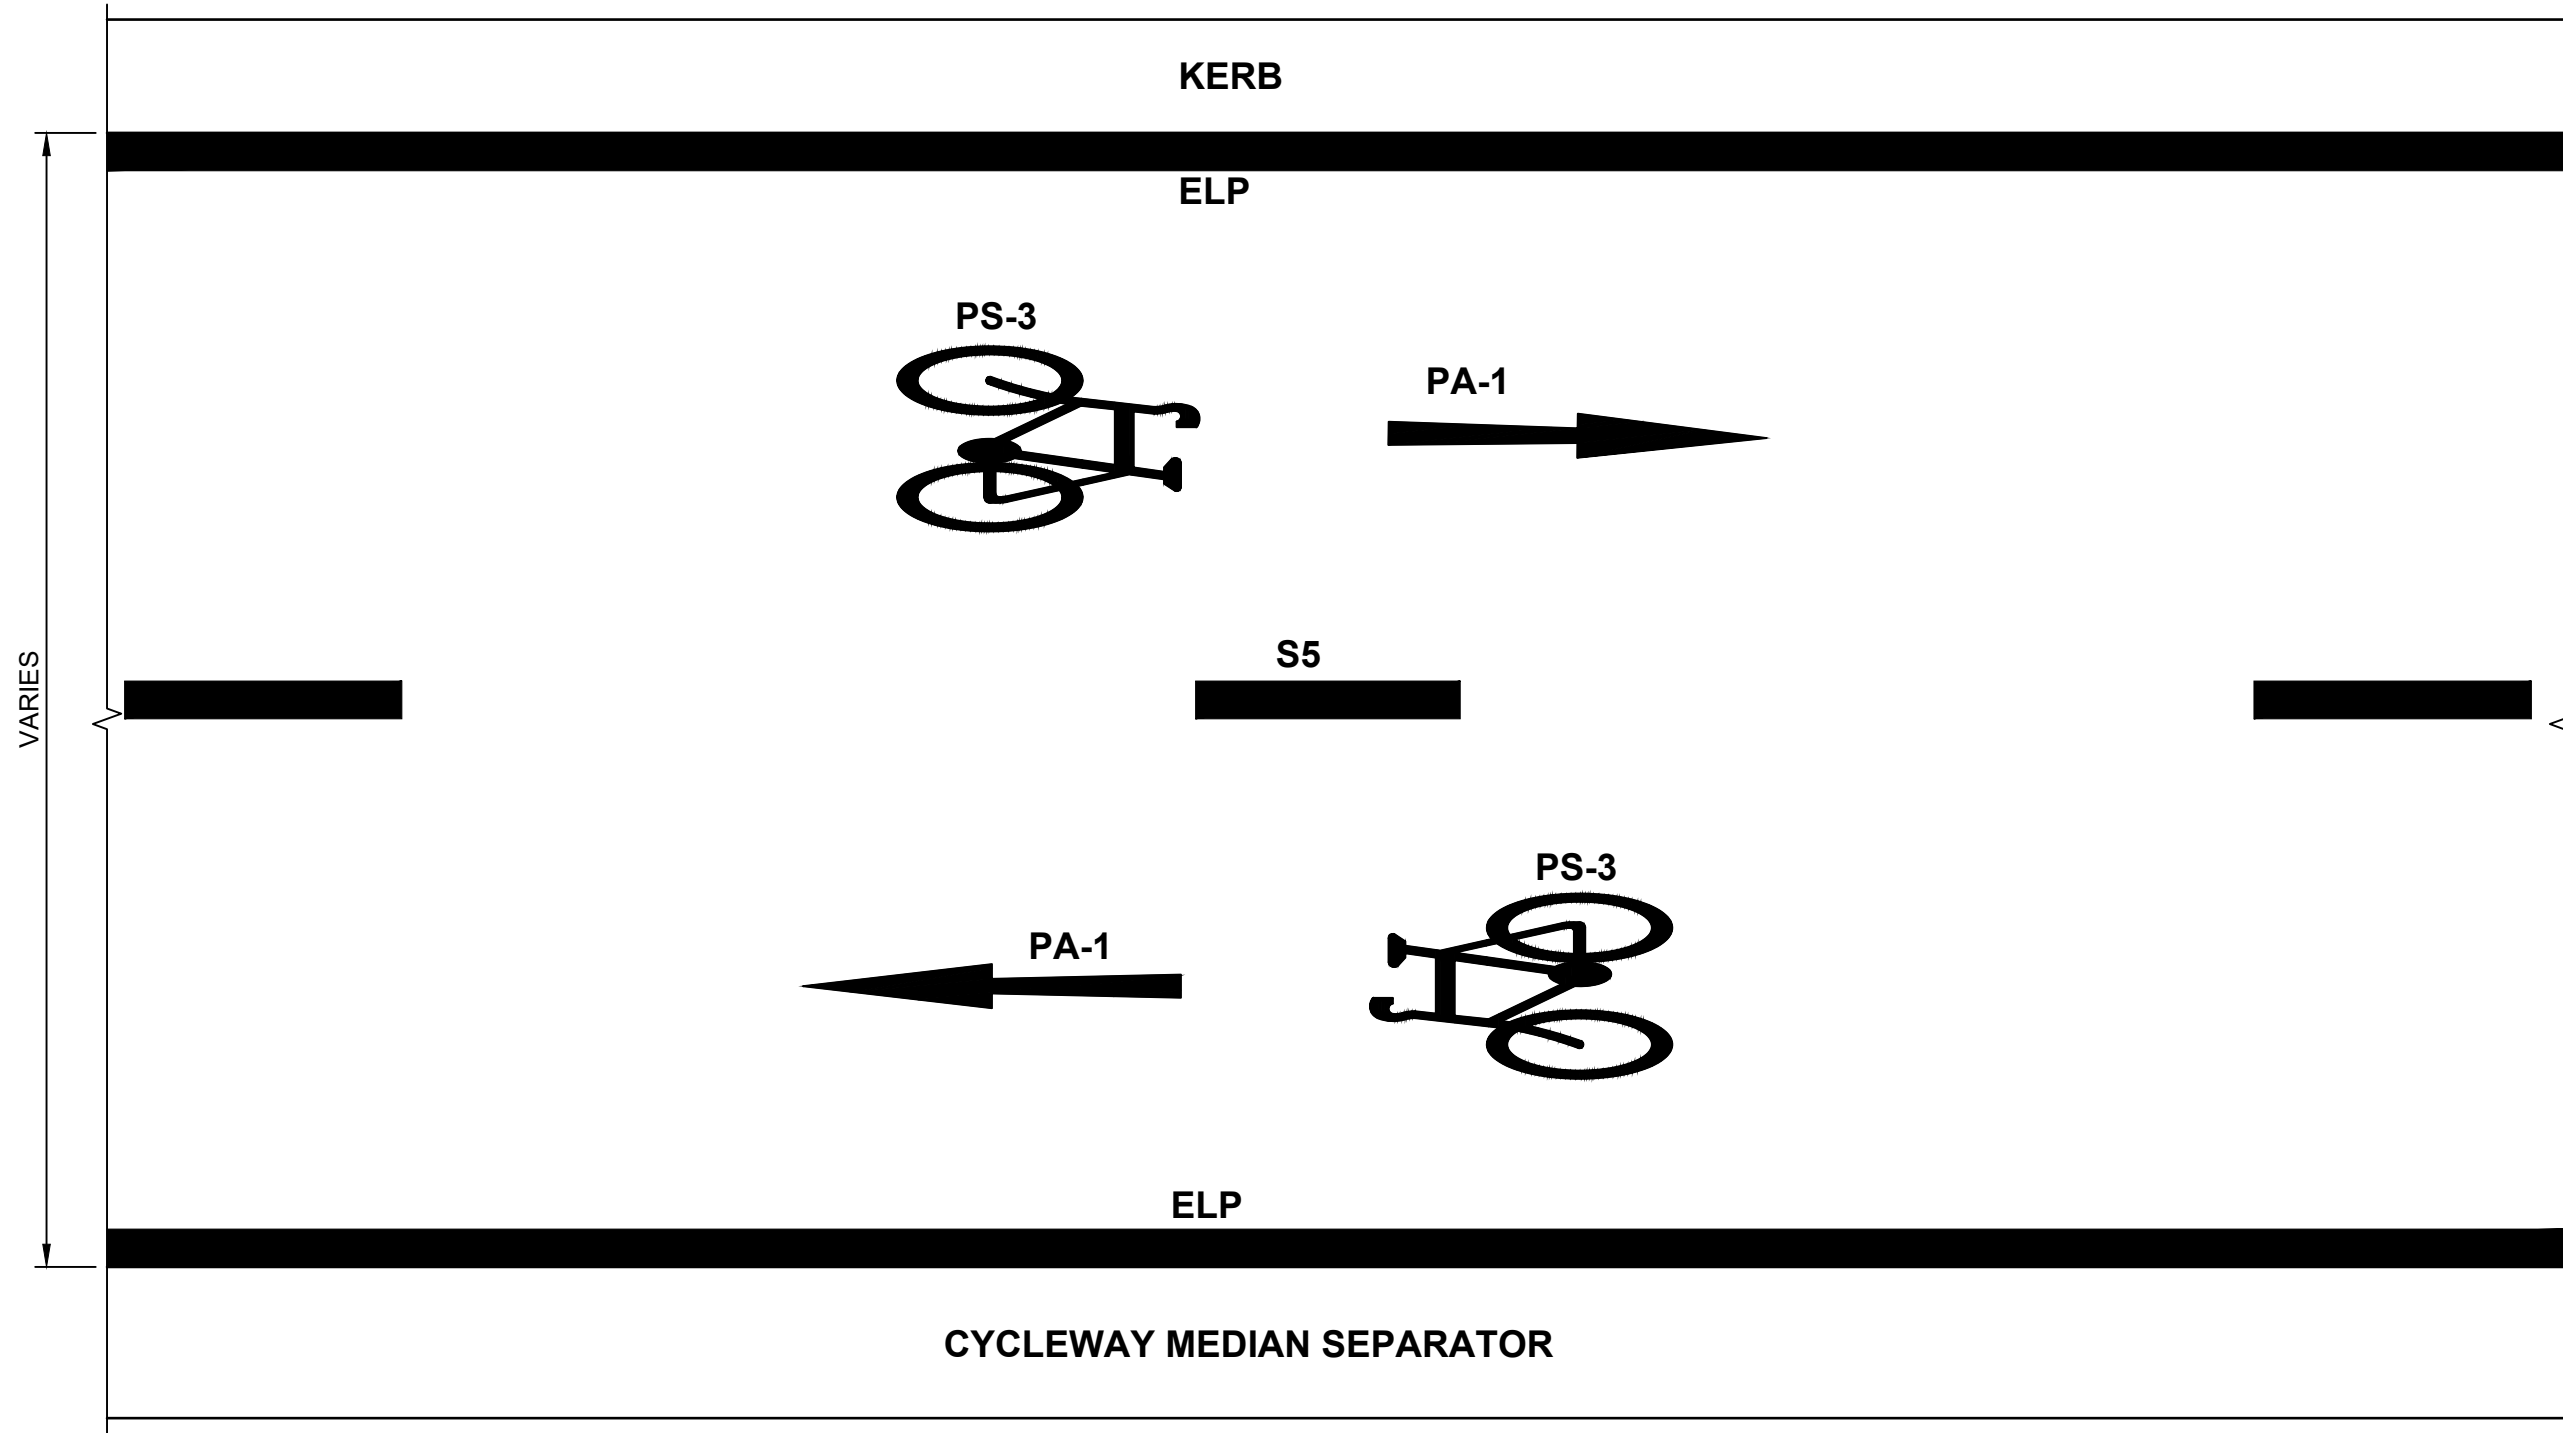 KERB
ELP
PS-3
PA-1
S5
VARIES
PS-3
PA-1
ELP
CYCLEWAY MEDIAN SEPARATOR